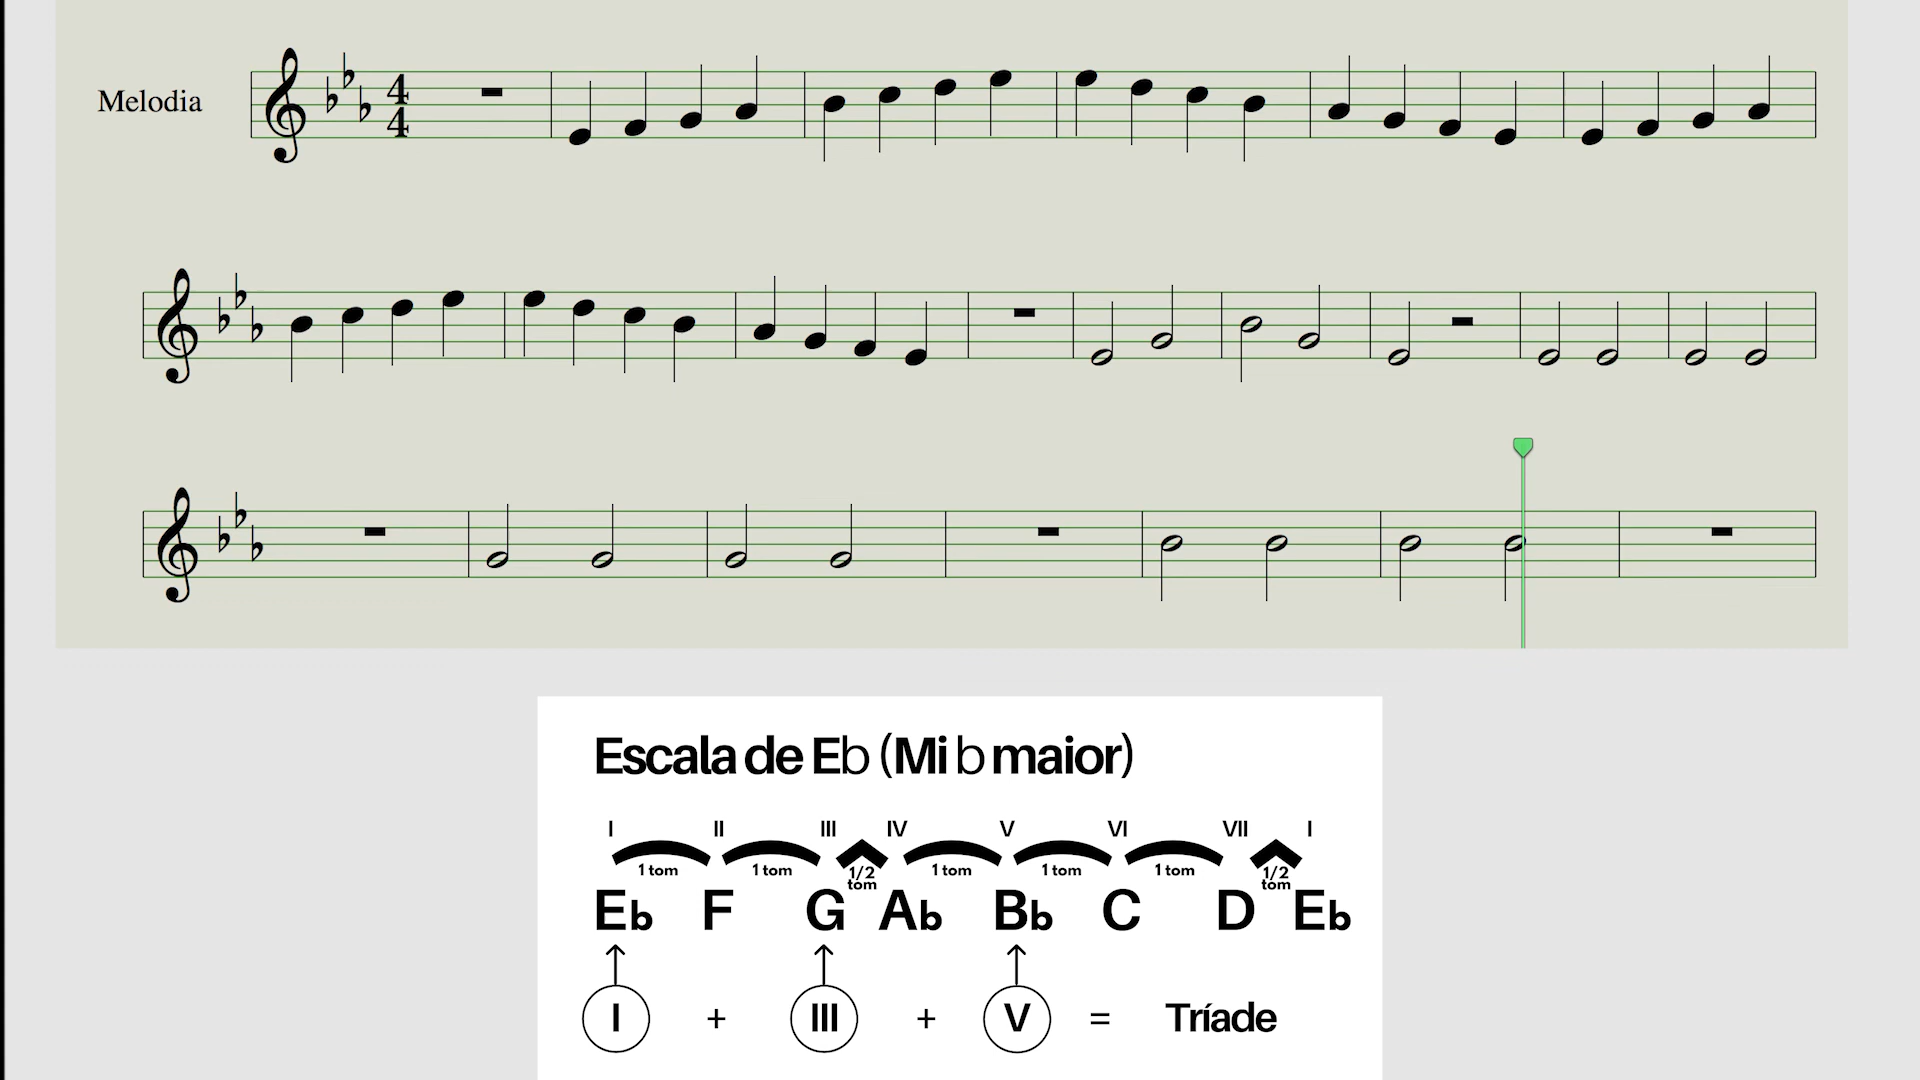 Melodia
4
4
Escala de Eb (Mi b maior)
I II III IV V VI VII I
1 tom 1 tom 1/2 tom 1 tom 1 tom 1 tom 1/2 tom
Eb F G Ab Bb C D Eb
I + III + V = Tríade